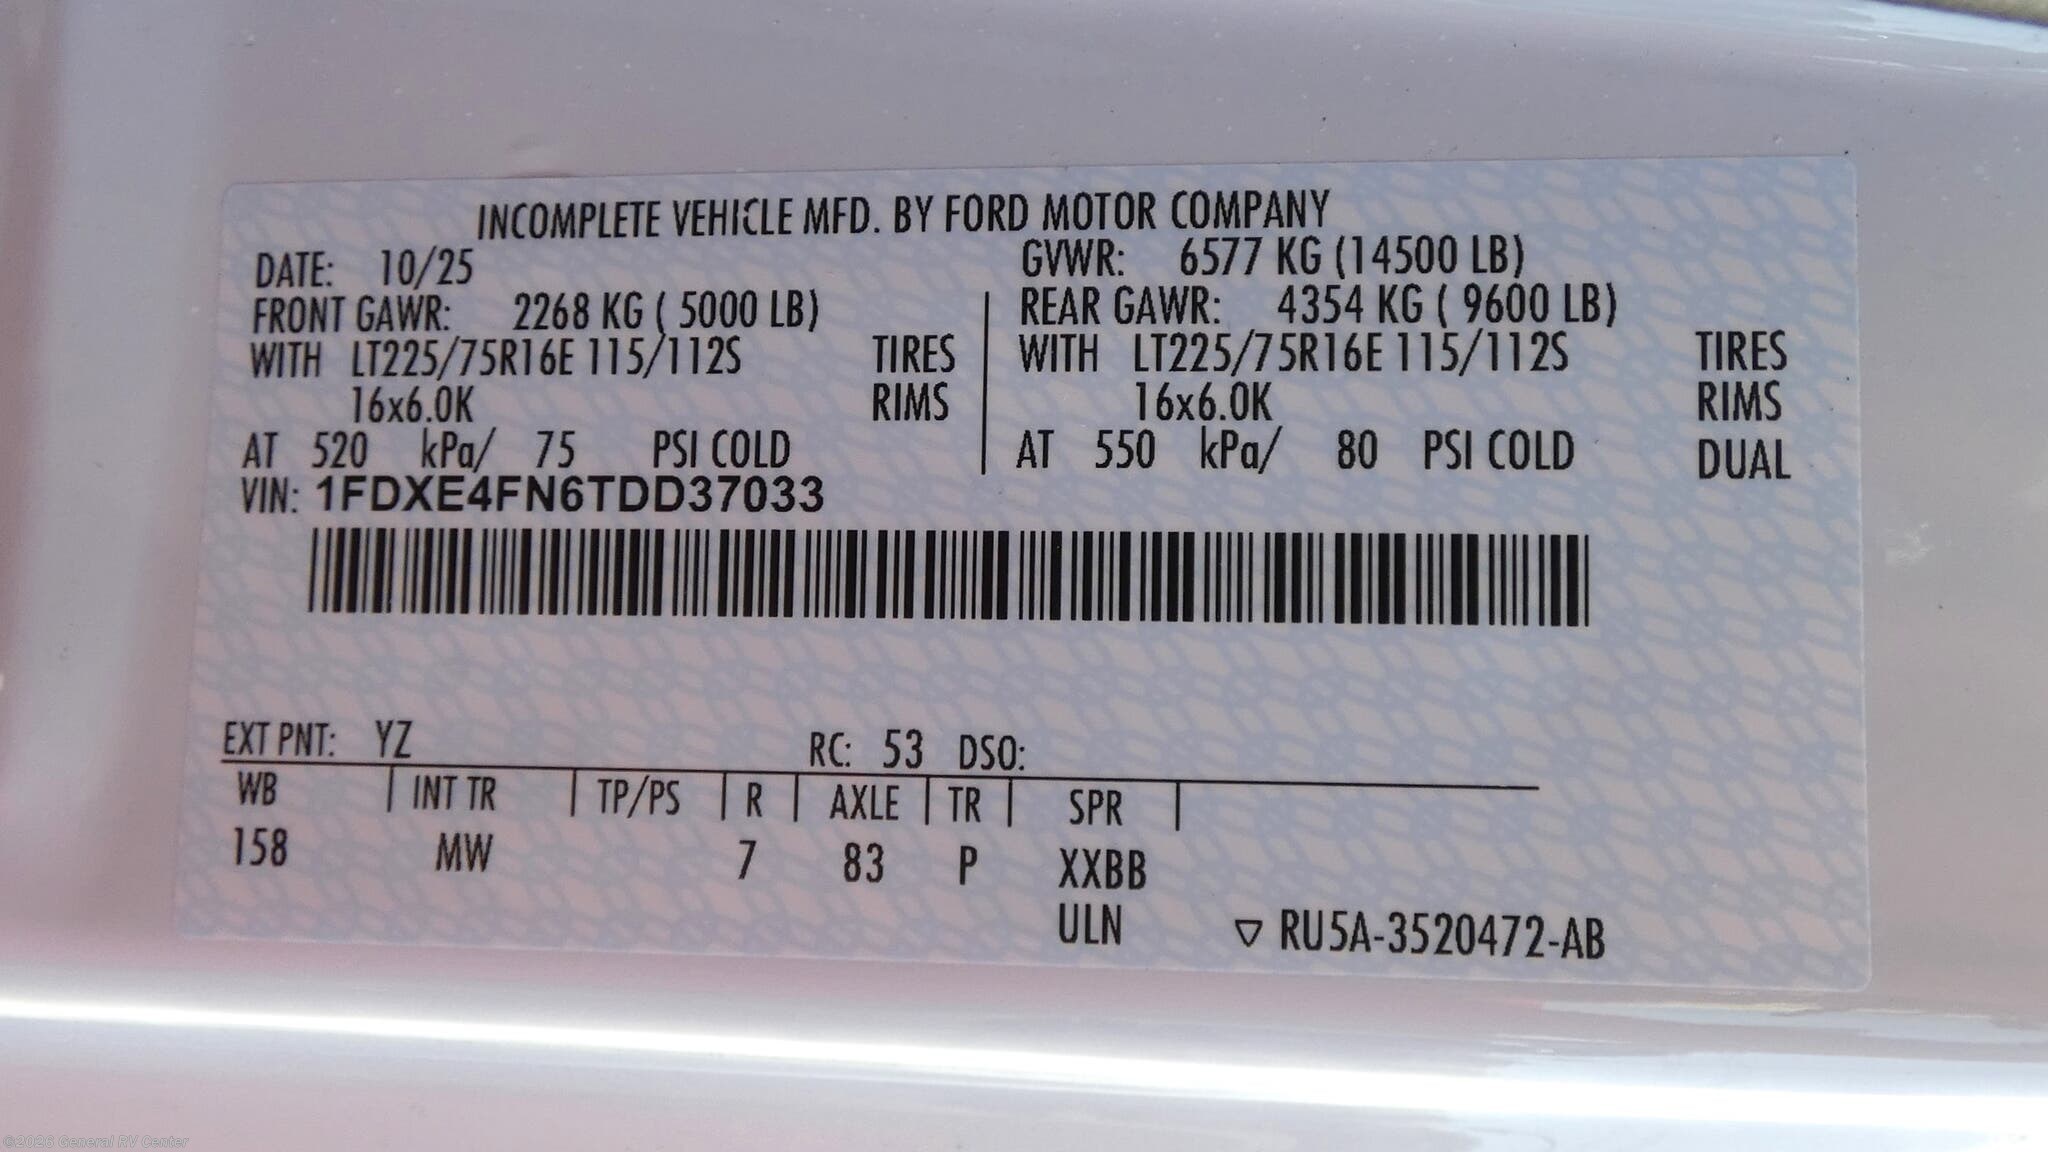 INCOMPLETE VEHICLE MFD. BY FORD MOTOR COMPANY
DATE: 10/25 GVWR: 6577 KG (14500 LB)
FRONT GAWR: 2268 KG ( 5000 LB) REAR GAWR: 4354 KG ( 9600 LB)
WITH LT225/75R16E 115/112S TIRES WITH LT225/75R16E 115/112S TIRES
16x6.0K RIMS 16x6.0K RIMS
AT 520 kPa/ 75 PSI COLD AT 550 kPa/ 80 PSI COLD DUAL
VIN: 1FDXE4FN6TDD37033
EXT PNT: YZ RC: 53 DSO:
WB INT TR TP/PS R AXLE TR SPR
158 MW 7 83 P XXBB
ULN RU5A-3520472-AB
©2026 General RV Center